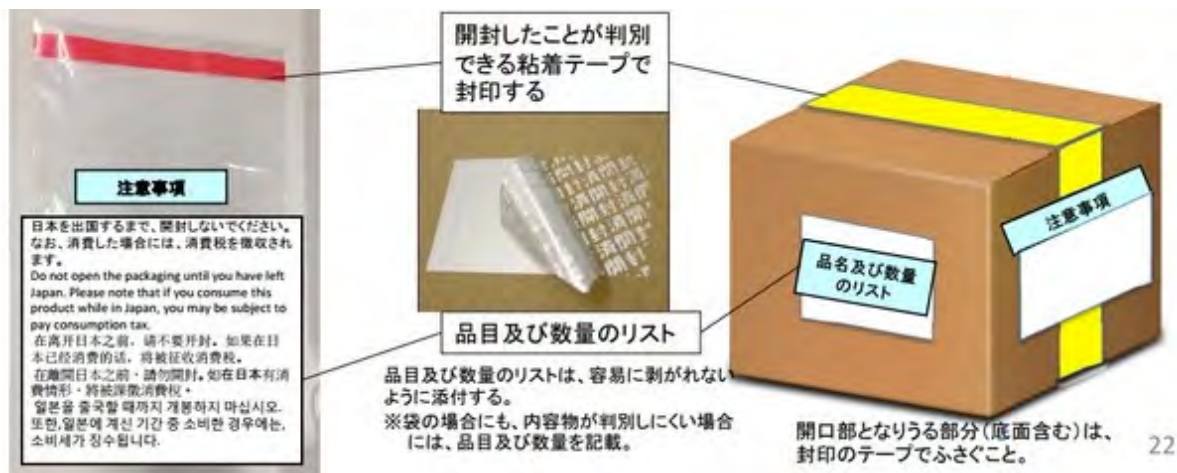 開封したことが判別
できる粘着テープで
封印する
注意事項
日本を出国するまで、開封しないでください。
なお、消費した場合には、消費税を徴収され
ます。
Do not open the packaging until you have left
Japan. Please note that if you consume this
product while in Japan, you may be subject to
pay consumption tax.
在离开日本之前，请不要开封。如果在日
本已经消费的话，将被征收消费税。
在離開日本之前，請勿開封。如在日本有消
費情形，將被課徵消費稅。
일본을 출국할 때까지 개봉하지 마십시오.
또한,일본에 계신 기간 중 소비한 경우에는,
소비세가 징수됩니다.
品目及び数量のリスト
品目及び数量のリストは、容易に剥がれない
ように添付する。
※袋の場合にも、内容物が判別しにくい場合
には、品目及び数量を記載。
注意事項
品名及び数量
のリスト
開口部となりうる部分（底面含む）は、
封印のテープでふさぐこと。
22